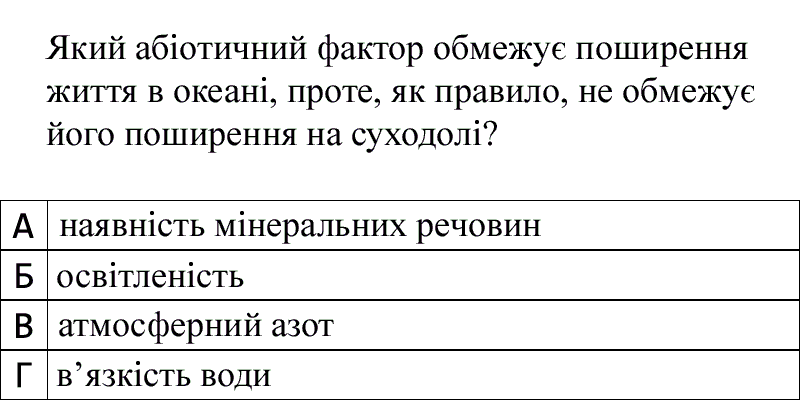 Який абіотичний фактор обмежує поширення
життя в океані, проте, як правило, не обмежує
його поширення на суходолі?
А наявність мінеральних речовин
Б освітленість
В атмосферний азот
Г в’язкість води